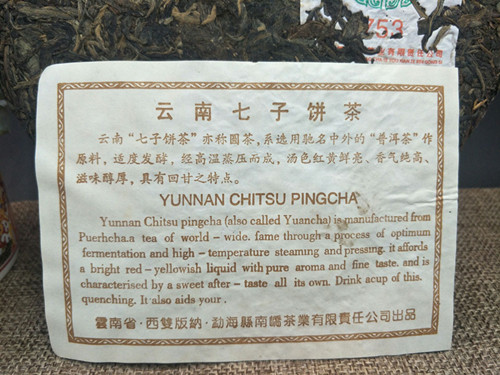 753
云南七子饼茶
云南“七子饼茶”亦称圆茶，系选用驰名中外的“普洱茶”作
原料，适度发酵，经高温蒸压而成，汤色红黄鲜亮、香气纯高、
滋味醇厚，具有回甘之特点。
YUNNAN CHITSU PINGCHA
Yunnan Chitsu pingcha (also called Yuancha) is manufactured from
Puerhcha.a tea of world – wide. fame through a process of optimum
fermentation and high – temperature steaming and pressung. it affords
a bright red – yellowish liquid with pure aroma and fine taste. and is
characterised by a sweet after – taste all its own. Drink acup of this.
quenching. It also aids your .
雲南省·西雙版納·勐海縣南嶠茶業有限責任公司出品